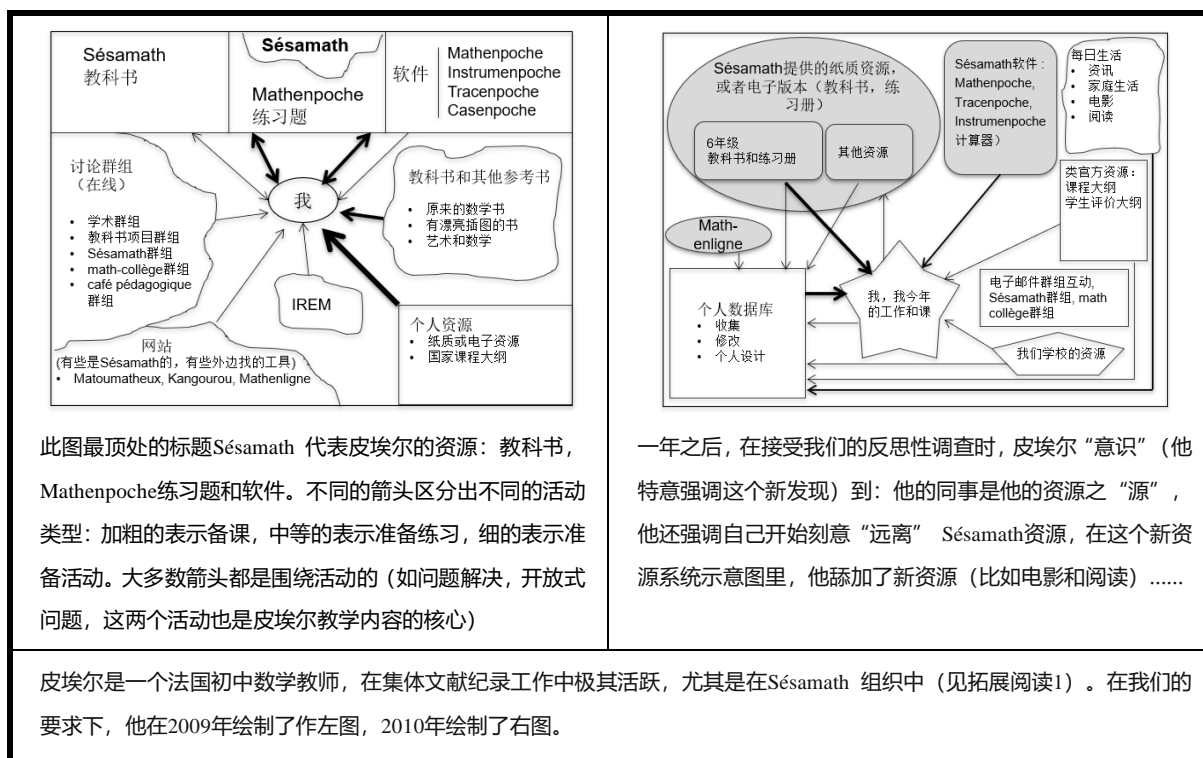 Sésamath
教科书
Sésamath
Mathenpoche
练习题
软件
Mathenpoche
Instrumenpoche
Tracenpoche
Casenpoche
讨论群组
（在线）
• 学术群组
• 教科书项目群组
• Sésamath群组
• math-collège群组
• café pédagogique
群组
我
教科书和其他参考书
• 原来的数学书
• 有漂亮插图的书
• 艺术和数学
IREM
个人资源
• 纸质或电子资源
• 国家课程大纲
网站
(有些是Sésamath的，有些外边找的工具)
• Matoumatheux, Kangourou, Mathenligne
此图最顶处的标题Sésamath 代表皮埃尔的资源：教科书，
Mathenpoche练习题和软件。不同的箭头区分出不同的活动
类型：加粗的表示备课，中等的表示准备练习，细的表示准
备活动。大多数箭头都是围绕活动的（如问题解决，开放式
问题，这两个活动也是皮埃尔教学内容的核心）
Sésamath提供的纸质资源，
或者电子版本（教科书，练
习册）
6年级
教科书和练习册
其他资源
Sésamath软件：
Mathenpoche,
Tracenpoche,
Instrumenpoche
计算器）
每日生活
• 资讯
• 家庭生活
• 电影
• 阅读
类官方资源：
课程大纲
学生评价大纲
Math-
enligne
个人数据库
• 收集
• 修改
• 个人设计
我，我今年
的工作和课
电子邮件群组互动,
Sésamath群组, math
collège群组
我们学校的资源
一年之后，在接受我们的反思性调查时，皮埃尔“意识”（他
特意强调这个新发现）到：他的同事是他的资源之“源”，
他还强调自己开始刻意“远离” Sésamath资源，在这个新资
源系统示意图里，他舔加了新资源（比如电影和阅读）……
皮埃尔是一个法国初中数学教师，在集体文献纪录工作中极其活跃，尤其是在Sésamath 组织中（见拓展阅读1）。在我们的
要求下，他在2009年绘制了作左图，2010年绘制了右图。